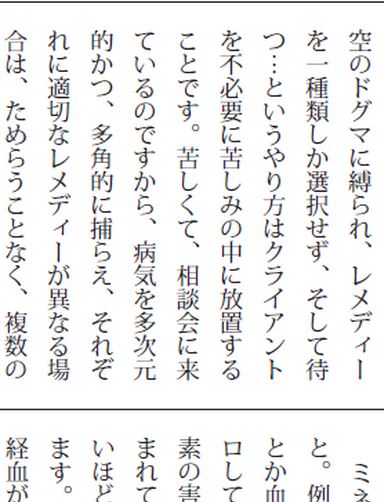 空のドグマに縛られ、レメディー
を一種類しか選択せず、そして待
つ…というやり方はクライアント
を不必要に苦しみの中に放置する
ことです。苦しくて、相談会に来
ているのですから、病気を多次元
的かつ、多角的に捕らえ、それぞ
れに適切なレメディーが異なる場
合は、ためらうことなく、複数の
ミネ
と。例
とか血
ロして
素の害
まれて
いほど
ます。
経血が